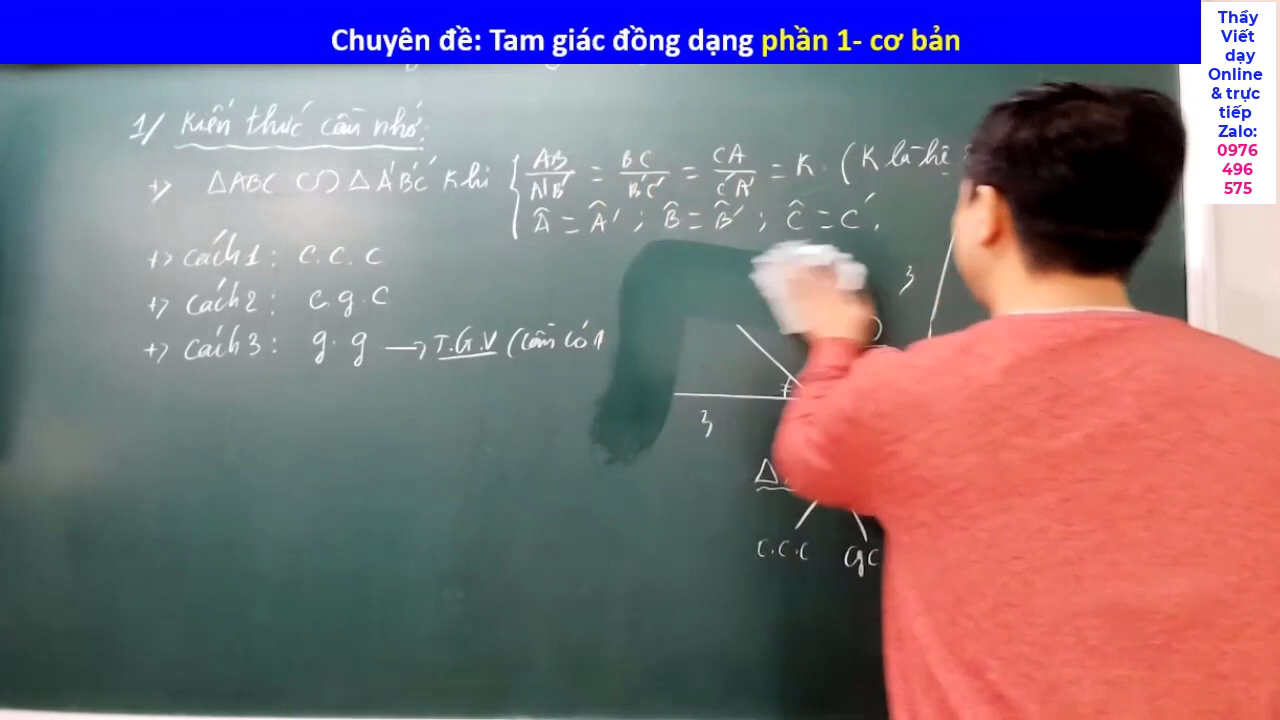 Chuyên đề: Tam giác đồng dạng phần 1- cơ bản
Thầy
Viết
dạy
Online
& trực
tiếp
Zalo:
0976
496
575
1/ Kiến thức cần nhớ:
+) ΔABC ∽ ΔA'B'C' khi { AB/A'B' = BC/B'C' = CA/C'A' = K. (K là hệ
Â = Â'; B̂ = B̂'; Ĉ = C'.
+) cách 1: c.c.c
+) cách 2: c.g.c
+) cách 3: g.g → T.G.V (cần có 1
3
3
Δ
c.c.c gc